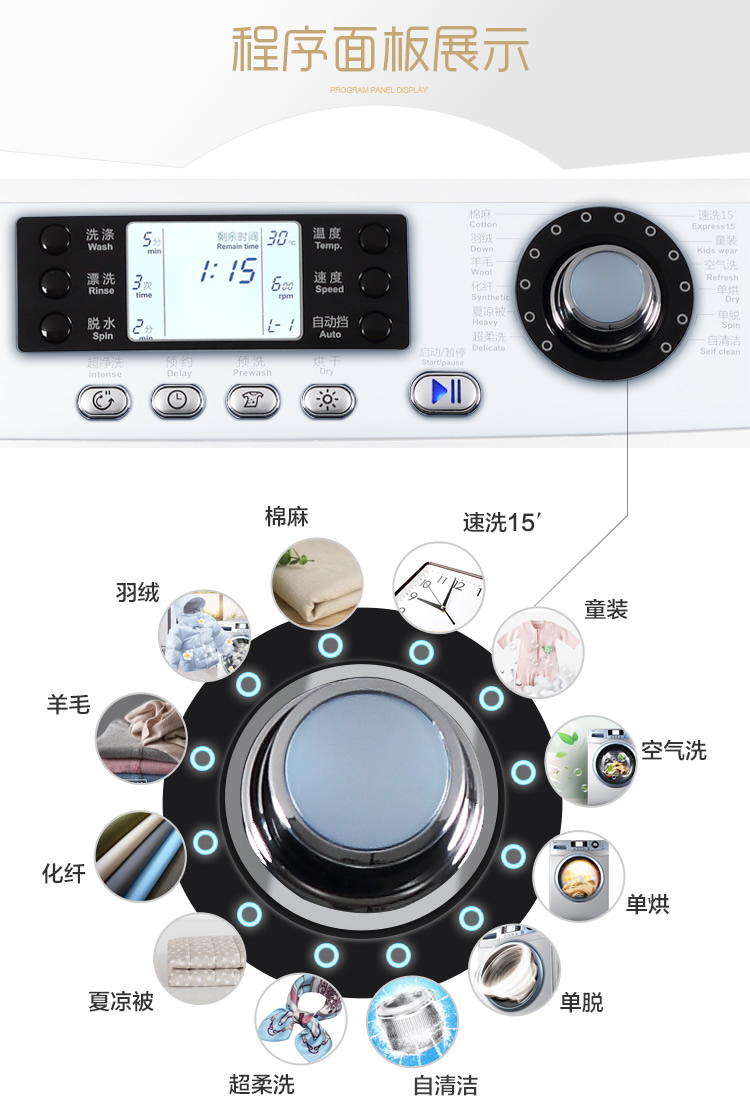 程序面板展示
PROGRAM PANEL DISPLAY
洗涤
Wash
漂洗
Rinse
脱水
Spin
5分
min
3次
time
2分
min
剩余时间
Remain time
1:15
30°C
600
rpm
L-1
温度
Temp.
速度
Speed
自动挡
Auto
超净洗
Intense
预约
Delay
预洗
Prewash
烘干
Dry
启动/暂停
Start/pause
棉麻
Cotton
羽绒
Down
羊毛
Wool
化纤
Synthetic
夏凉被
Heavy
超柔洗
Delicate
速洗15′
Express15′
童装
Kids wear
空气洗
Refresh
单烘
Dry
单脱
Spin
自清洁
Self clean
棉麻
速洗15′
羽绒
童装
羊毛
空气洗
化纤
单烘
夏凉被
单脱
超柔洗
自清洁
9 10 11 12